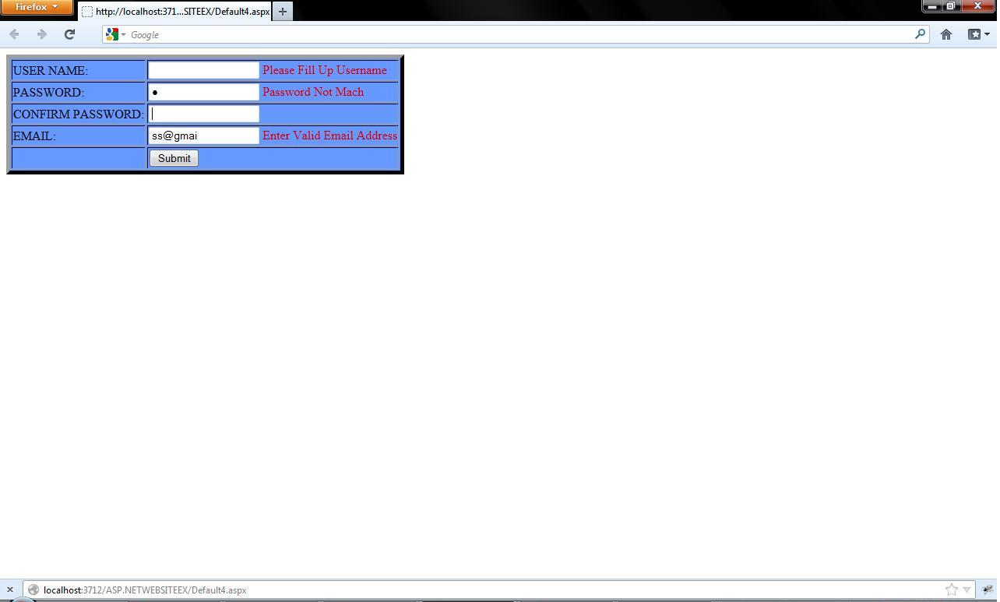 Firefox
http://localhost:371...SITEEX/Default4.aspx
Google
USER NAME: Please Fill Up Username
PASSWORD: Password Not Mach
CONFIRM PASSWORD:
EMAIL: ss@gmai Enter Valid Email Address
Submit
localhost:3712/ASP.NETWEBSITEEX/Default4.aspx